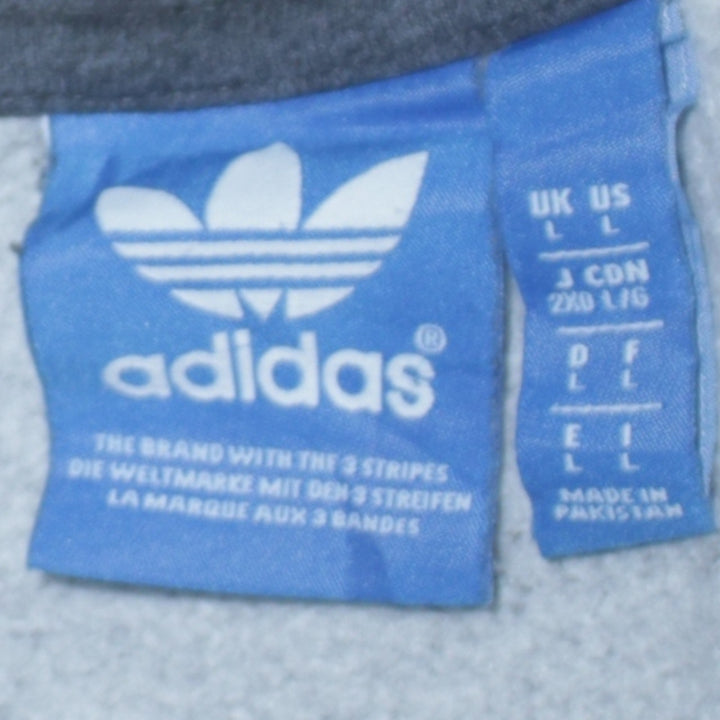 adidas®
THE BRAND WITH THE 3 STRIPES
DIE WELTMARKE MIT DEN 3 STREIFEN
LA MARQUE AUX 3 BANDES
UK US
L L
J CDN
2XO L/G
D F
L L
E I
L L
MADE IN
PAKISTAN